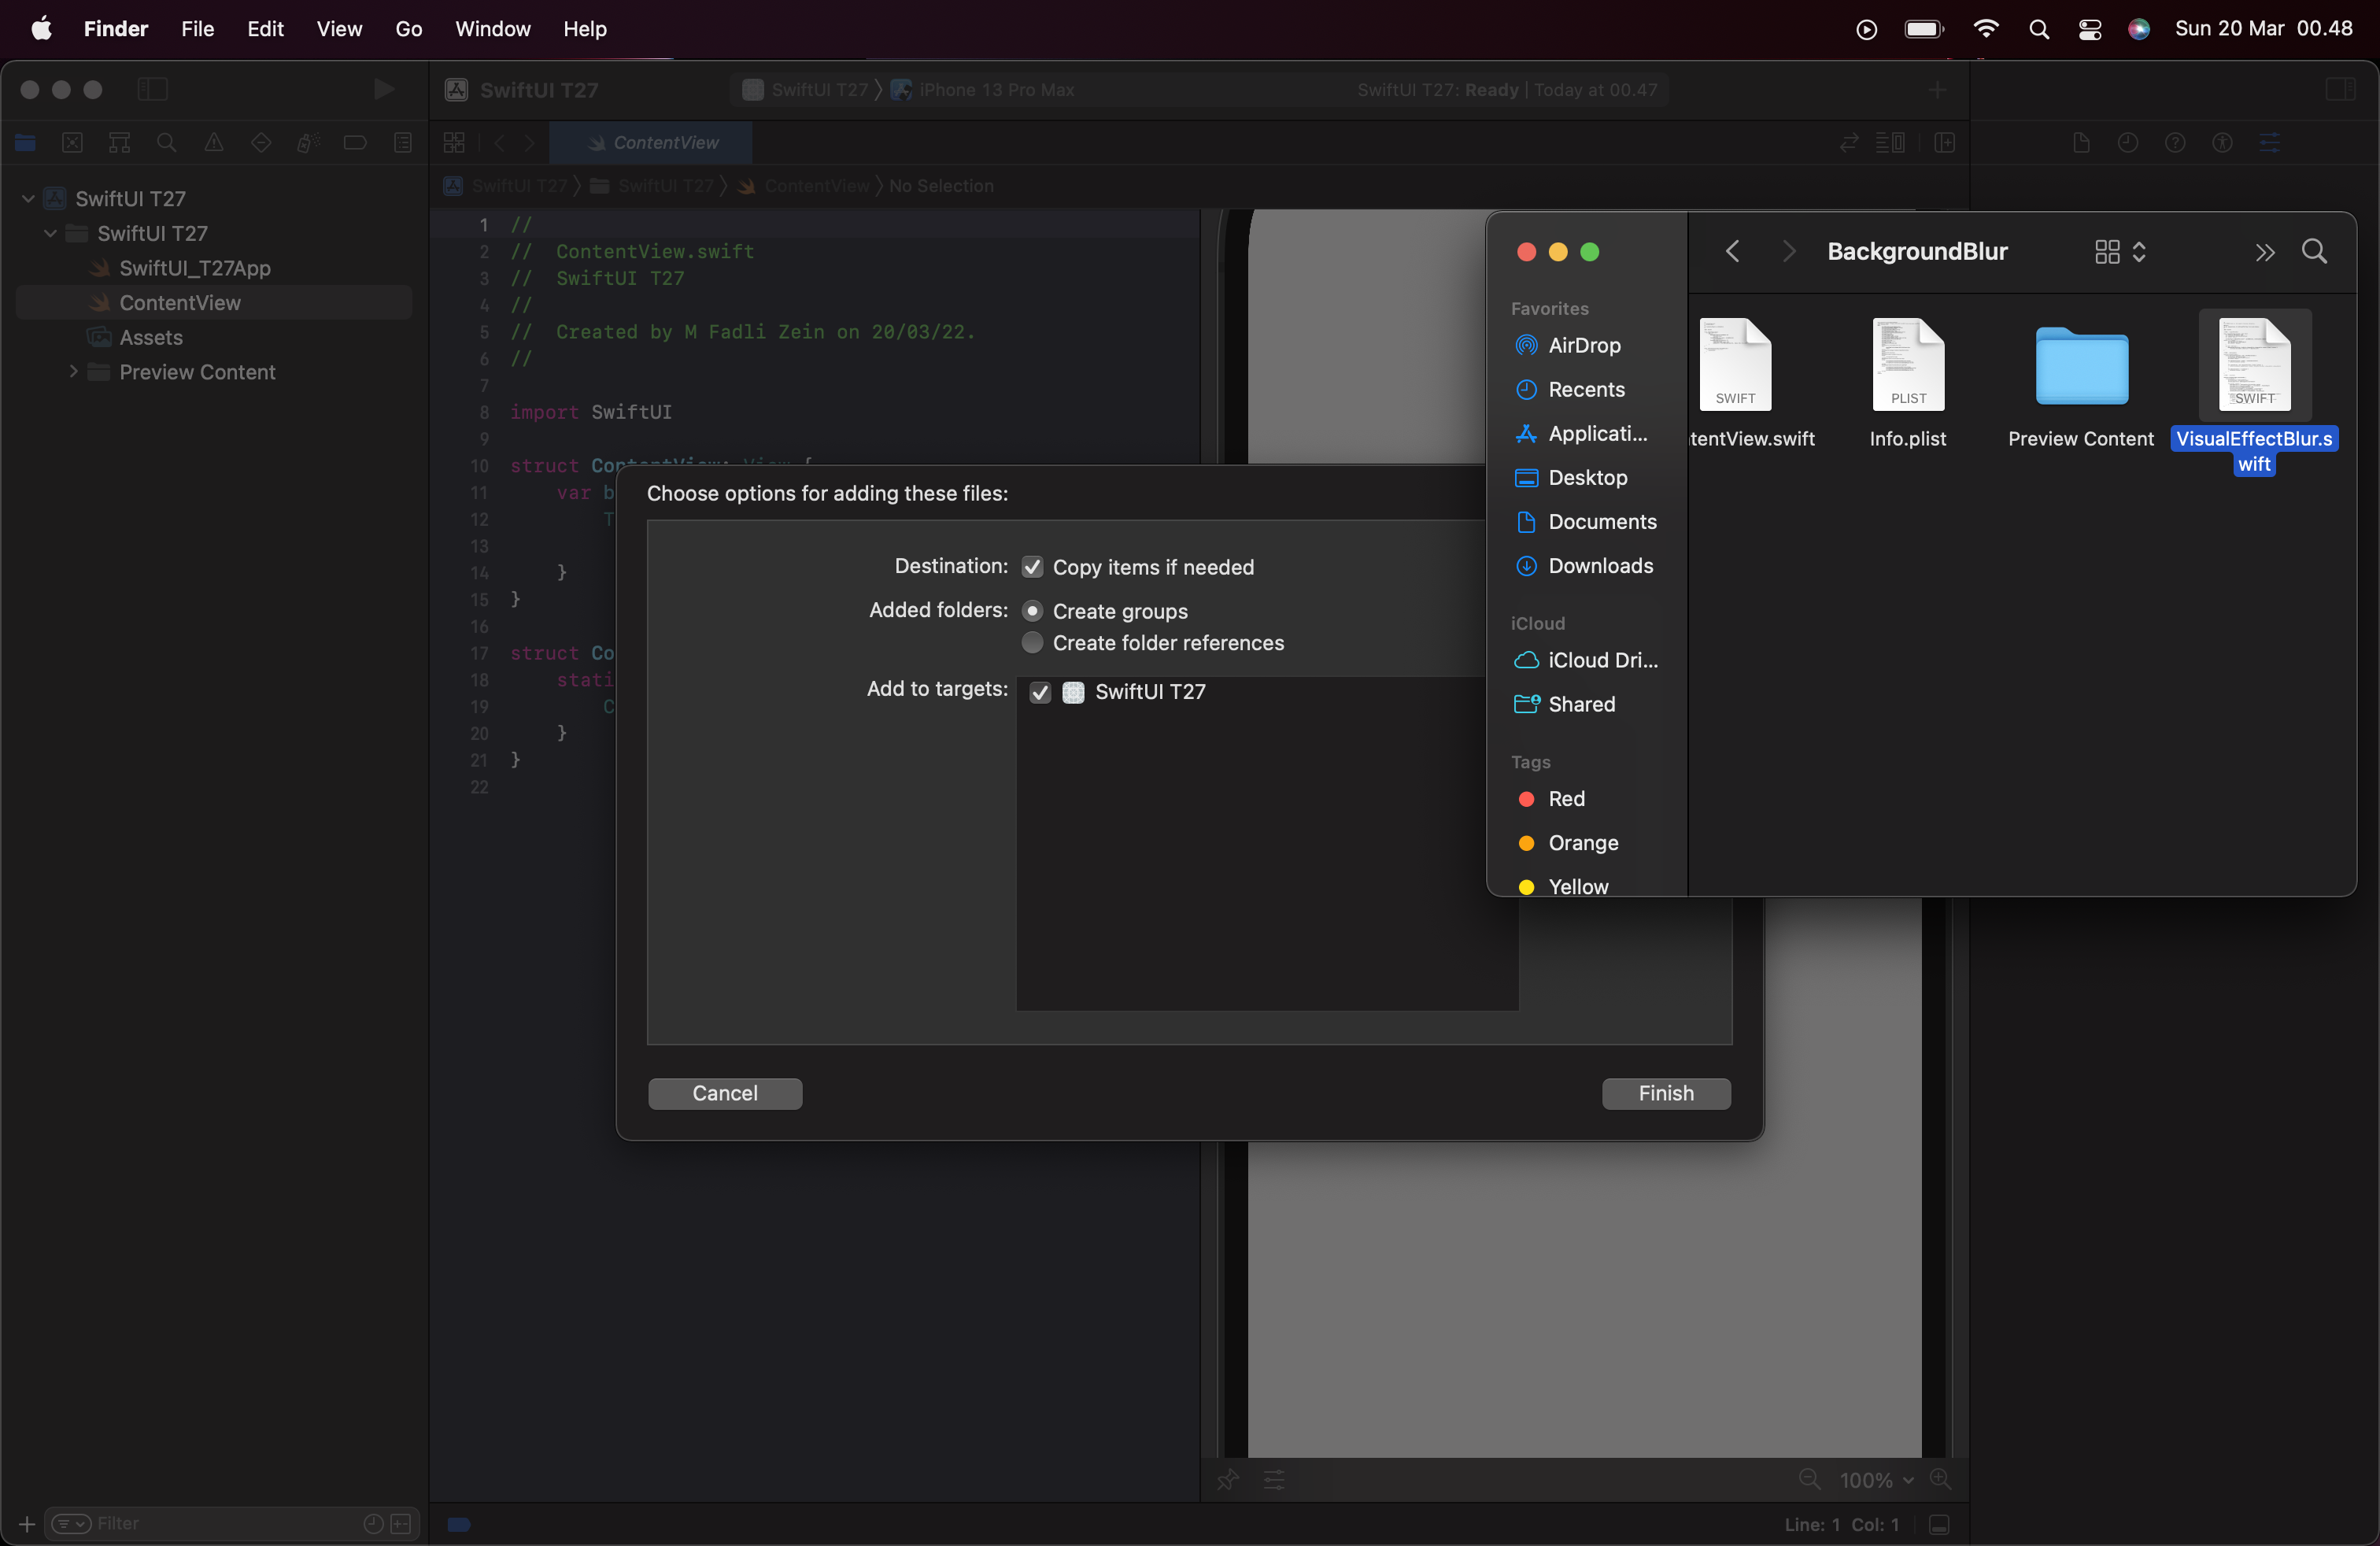 Finder File Edit View Go Window Help Sun 20 Mar 00.48
SwiftUI T27 SwiftUI T27 iPhone 13 Pro Max SwiftUI T27: Ready | Today at 00.47
ContentView
SwiftUI T27 SwiftUI T27 ContentView No Selection
SwiftUI T27
SwiftUI T27
SwiftUI_T27App
ContentView
Assets
Preview Content
Filter
1 //
2 // ContentView.swift
3 // SwiftUI T27
4 //
5 // Created by M Fadli Zein on 20/03/22.
6 //
7
8 import SwiftUI
9
10 struct ContentView: View {
11 var b
12 T
13
14 }
15 }
16
17 struct Co
18 stati
19 C
20 }
21 }
22
Choose options for adding these files:
Destination: Copy items if needed
Added folders: Create groups
Create folder references
Add to targets: SwiftUI T27
Cancel Finish
BackgroundBlur
Favorites
AirDrop
Recents
Applicati...
Desktop
Documents
Downloads
iCloud
iCloud Dri...
Shared
Tags
Red
Orange
Yellow
SWIFT PLIST SWIFT
tentView.swift Info.plist Preview Content VisualEffectBlur.s
wift
100%
Line: 1 Col: 1